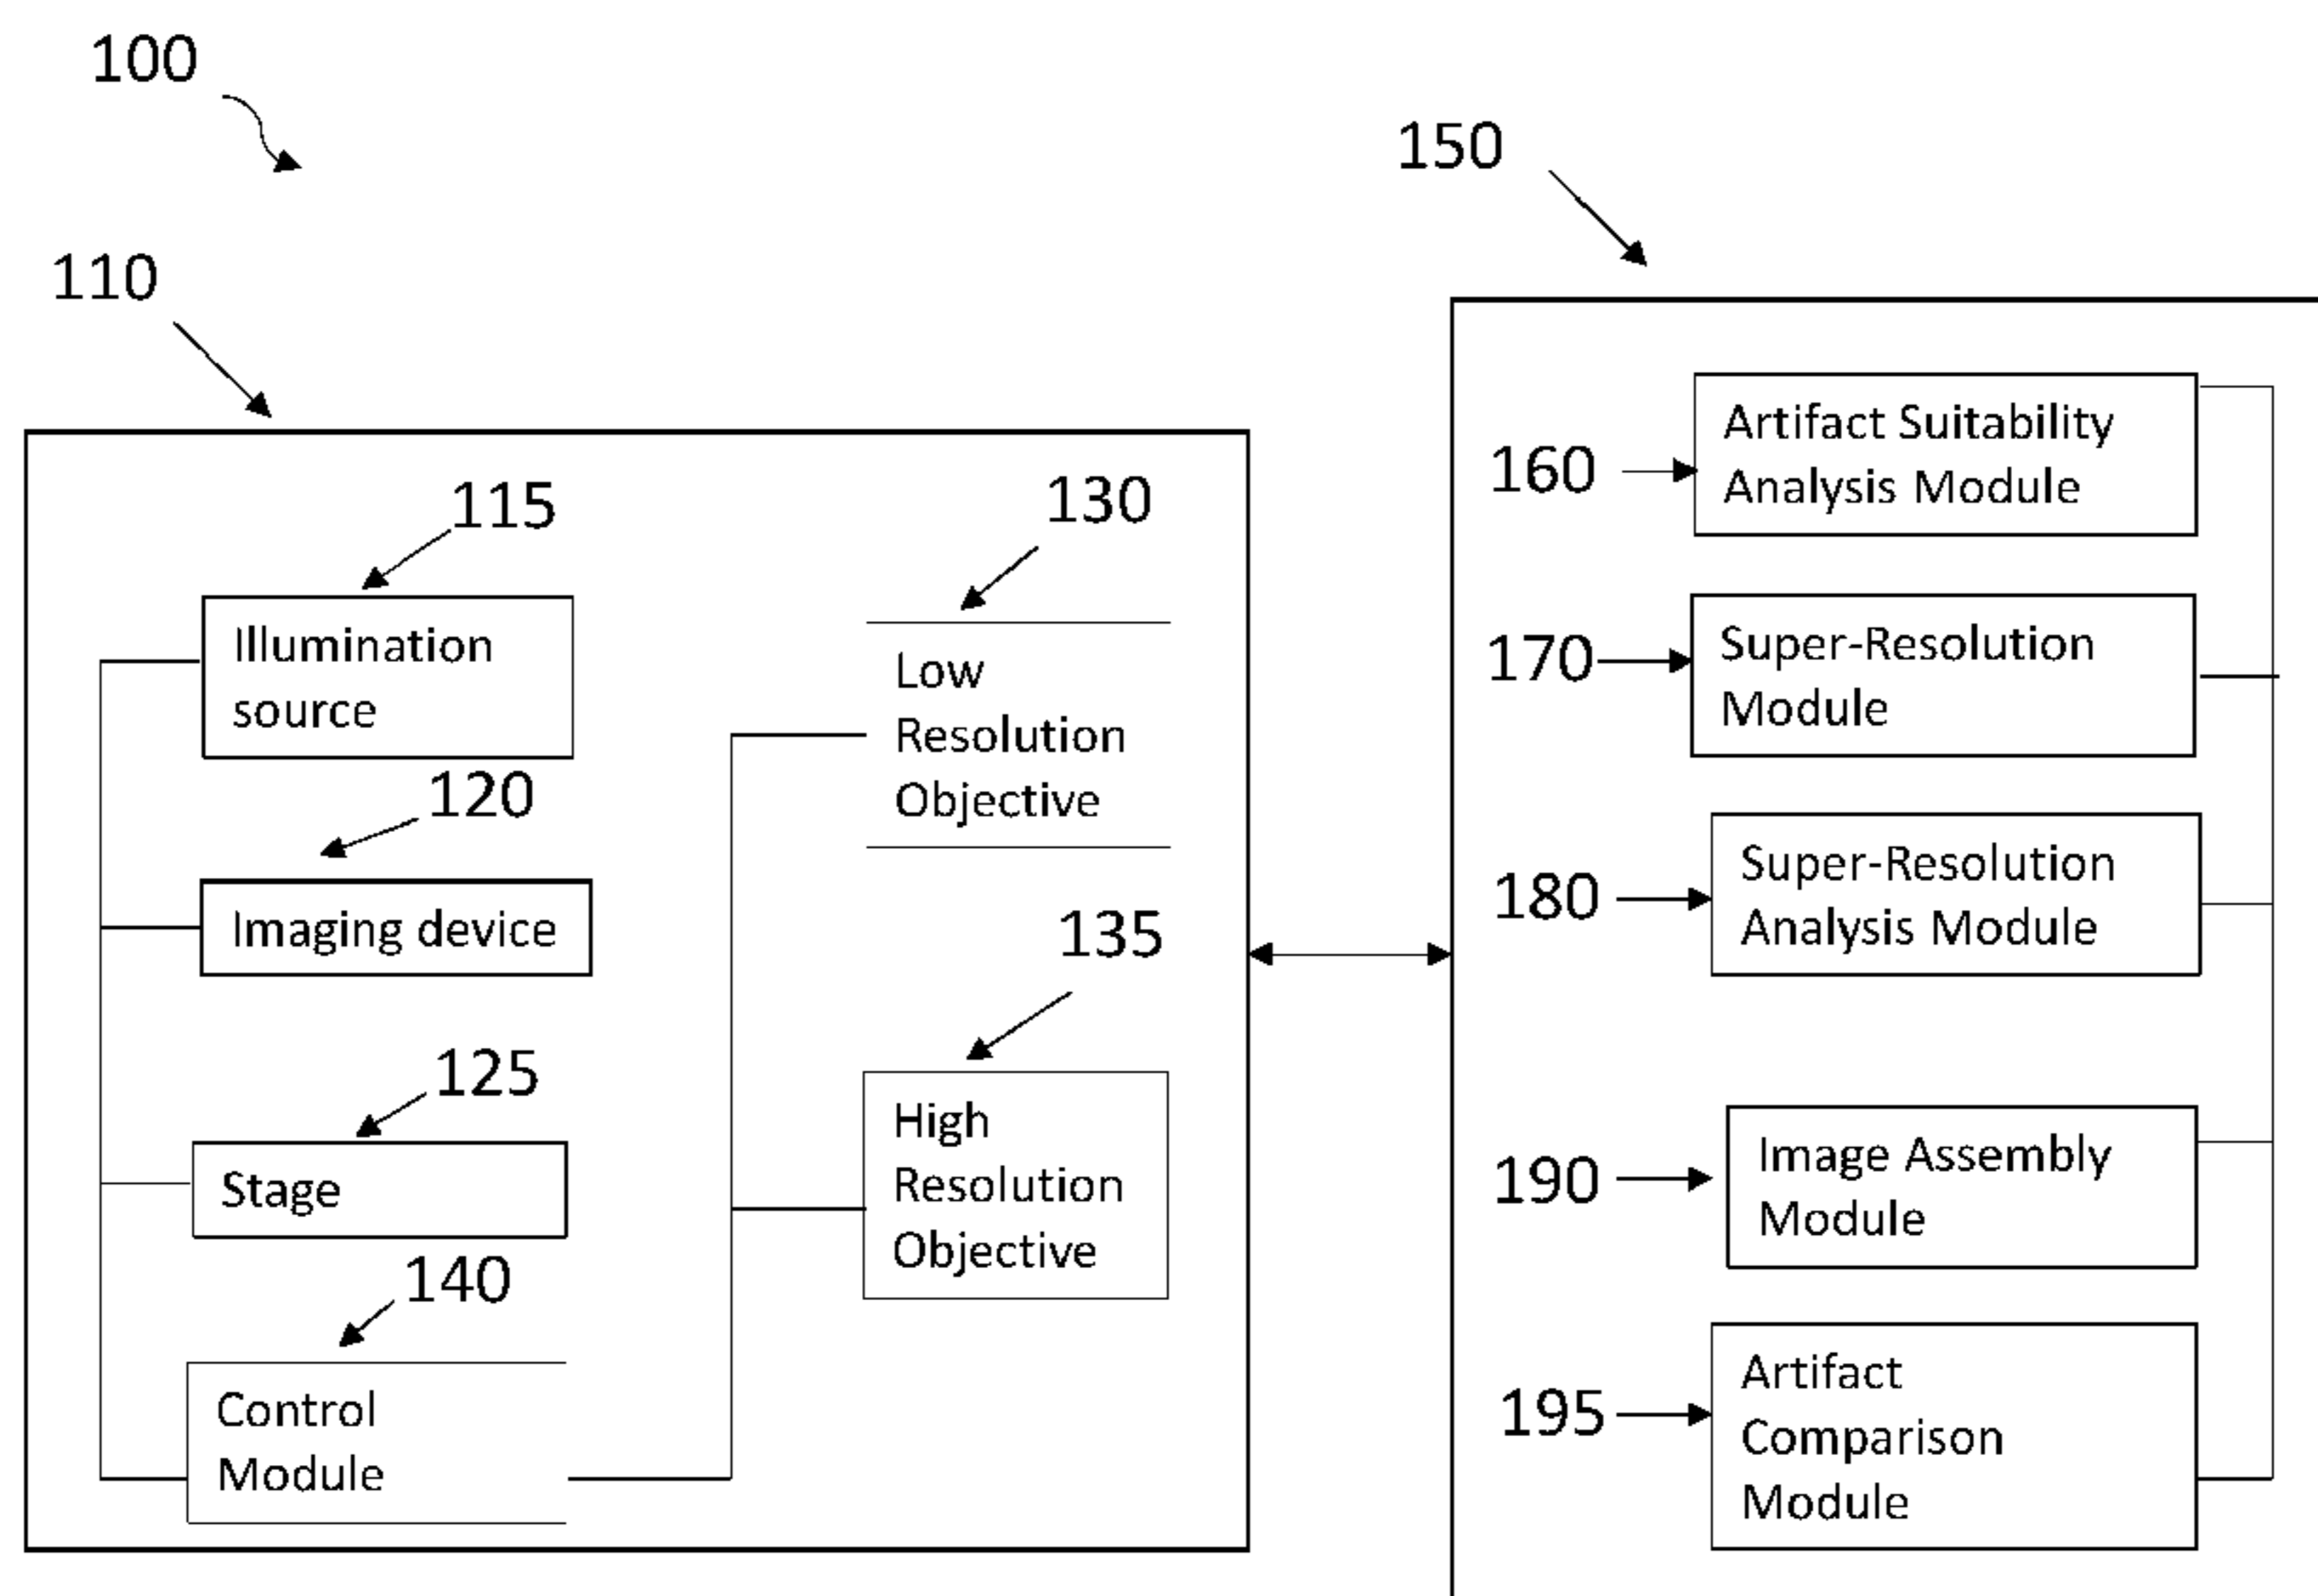 100
150
110
115
Illumination
source
120
Imaging device
125
Stage
140
Control
Module
130
Low
Resolution
Objective
135
High
Resolution
Objective
160
Artifact Suitability
Analysis Module
170
Super-Resolution
Module
180
Super-Resolution
Analysis Module
190
Image Assembly
Module
195
Artifact
Comparison
Module